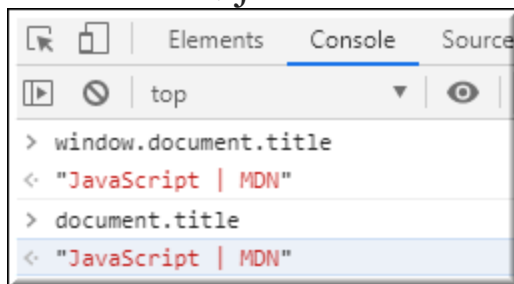 Elements Console Source
top
> window.document.title
"JavaScript | MDN"
> document.title
"JavaScript | MDN"